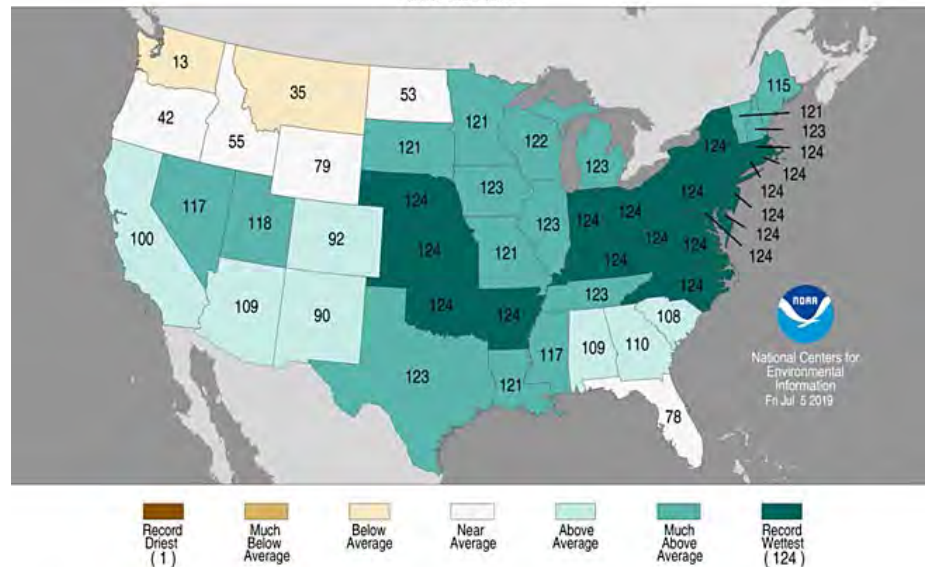 13
35
53
115
42
55
79
121
121
122
123
124
121
123
124
124
117
118
92
124
124
123
123
121
124
124
124
124
124
124
124
124
124
124
124
100
109
90
124
124
123
124
108
123
117
109
110
121
78
NOAA
National Centers for
Environmental
Information
Fri Jul 5 2019
Record
Driest
( 1 )
Much
Below
Average
Below
Average
Near
Average
Above
Average
Much
Above
Average
Record
Wettest
( 124 )